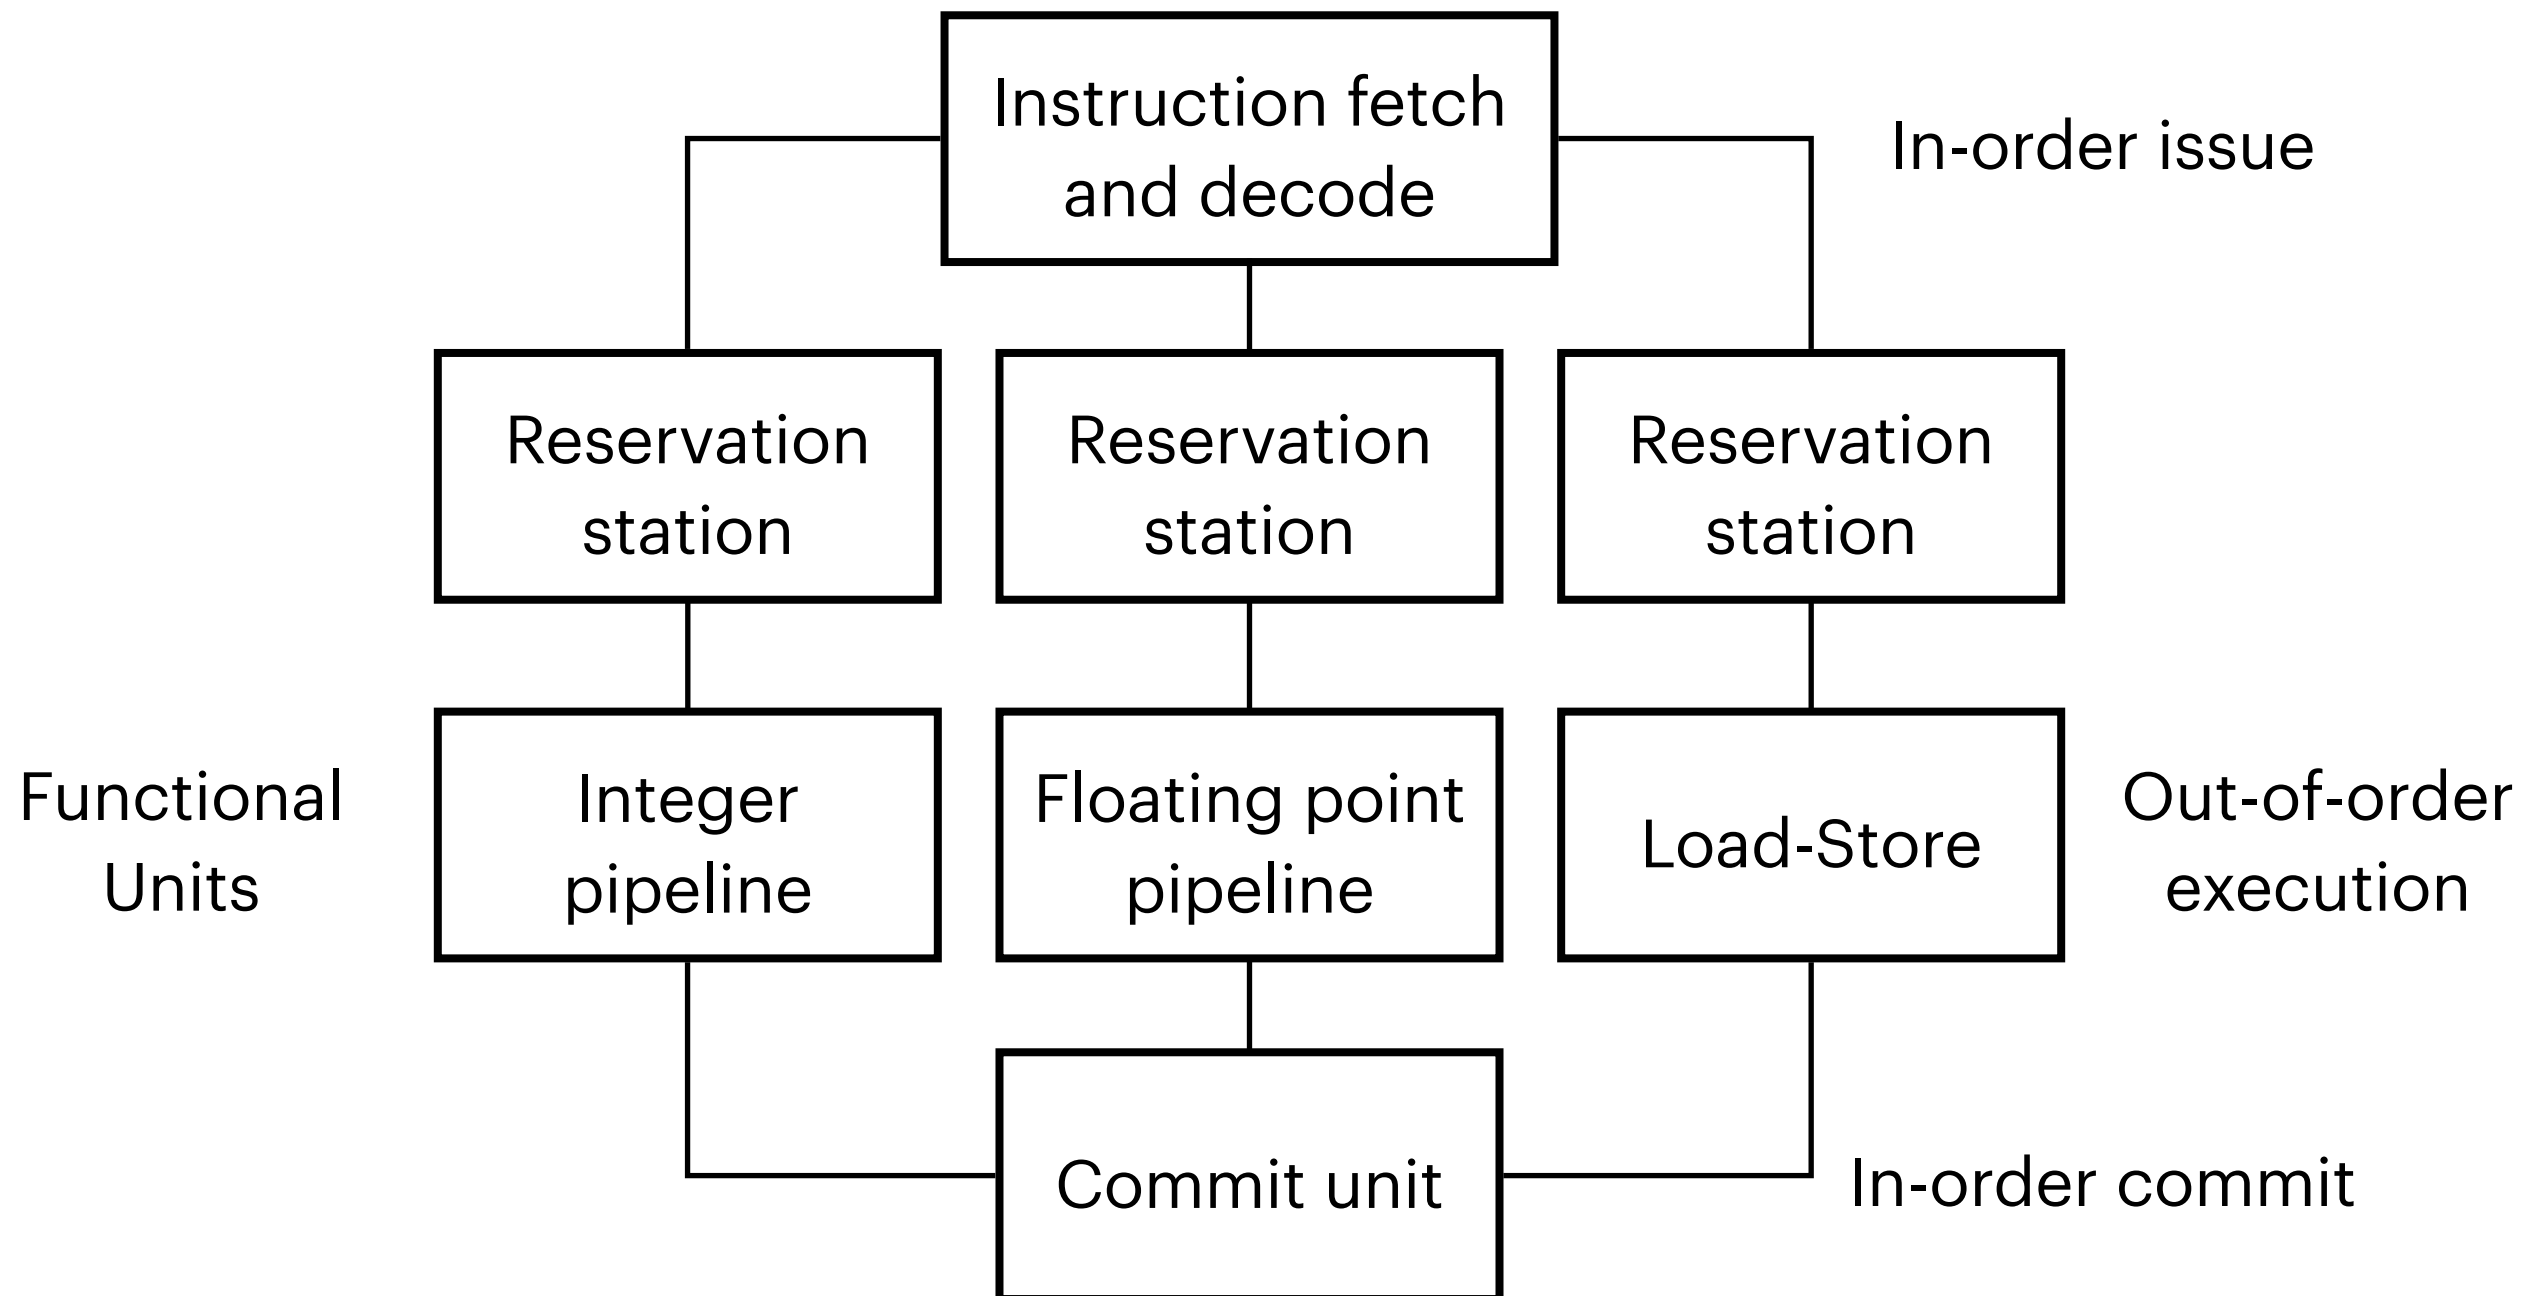 Instruction fetch
and decode
In-order issue
Reservation
station
Reservation
station
Reservation
station
Functional
Units
Integer
pipeline
Floating point
pipeline
Load-Store
Out-of-order
execution
Commit unit
In-order commit